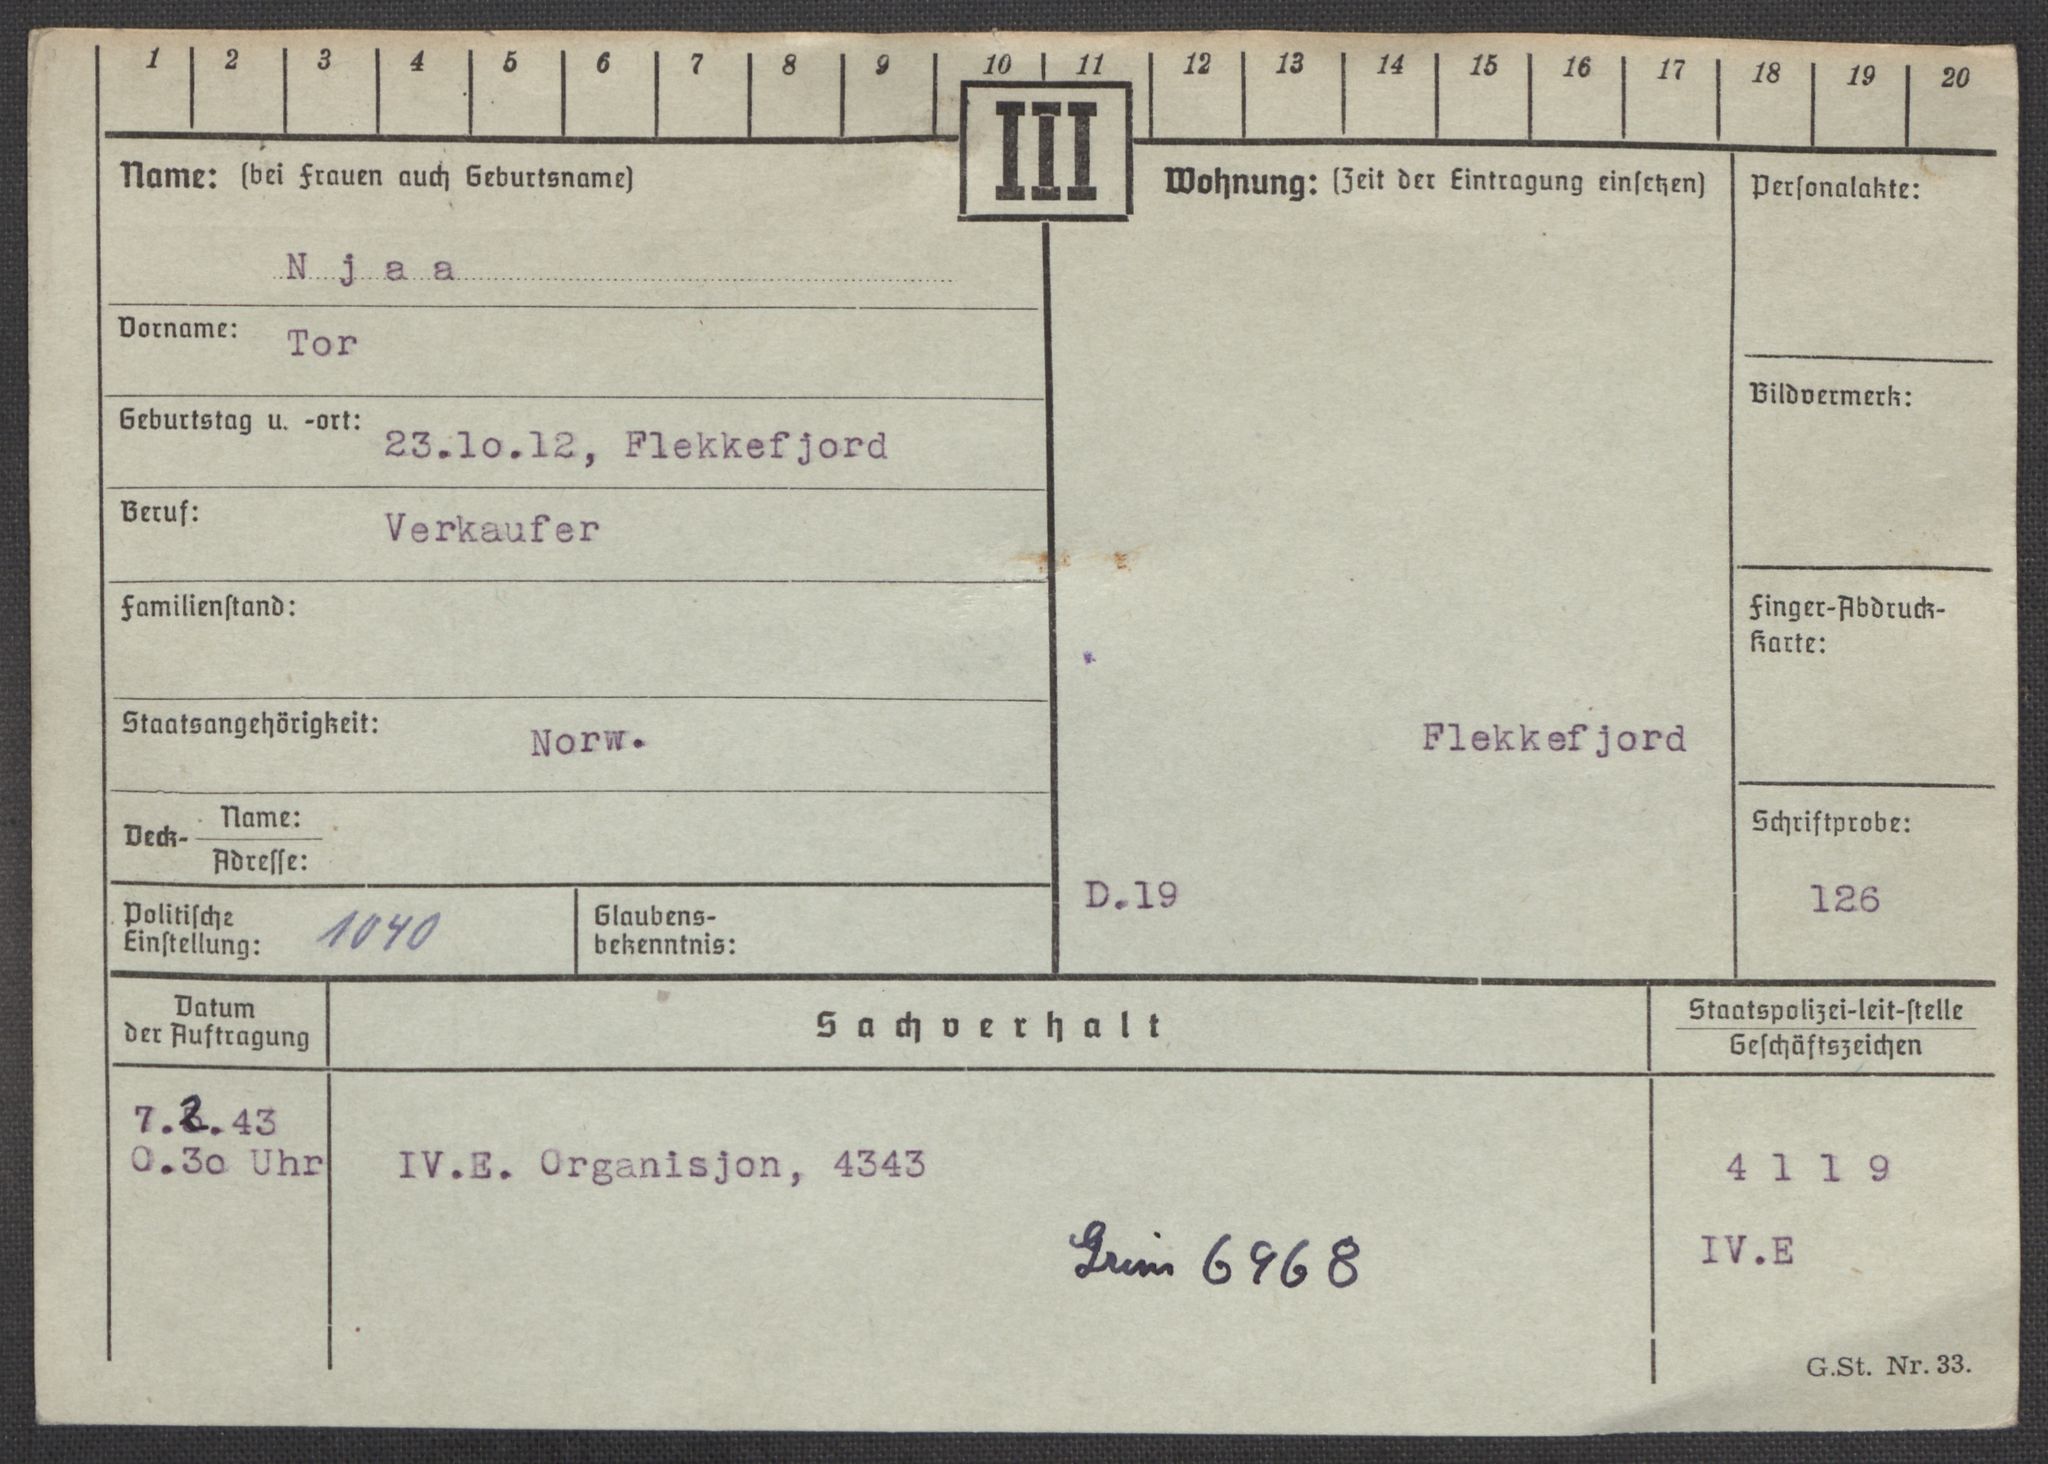 1 2 3 4 5 6 7 8 9 10 11 12 13 14 15 16 17 18 19 20
III
Name: (bei Frauen auch Geburtsname)
N j a a
Vorname: Tor
Geburtstag u. -ort: 23.1o.12, Flekkefjord
Beruf: Verkaufer
Familienstand:
Staatsangehörigkeit: Norw.
Deck- Name:
Adresse:
Politische
Einstellung: 1040
Glaubens-
bekenntnis:
Wohnung: (Zeit der Eintragung einsetzen)
Flekkefjord
D.19
Personalakte:
Bildvermerk:
Finger-Abdruck-
Karte:
Schriftprobe:
126
Datum
der Auftragung
Sachverhalt
Staatspolizei-leit-stelle
Geschäftszeichen
7.2.43
0.3o Uhr IV.E. Organisjon, 4343 4 1 1 9
Grini 6968
IV.E
G.St. Nr. 33.